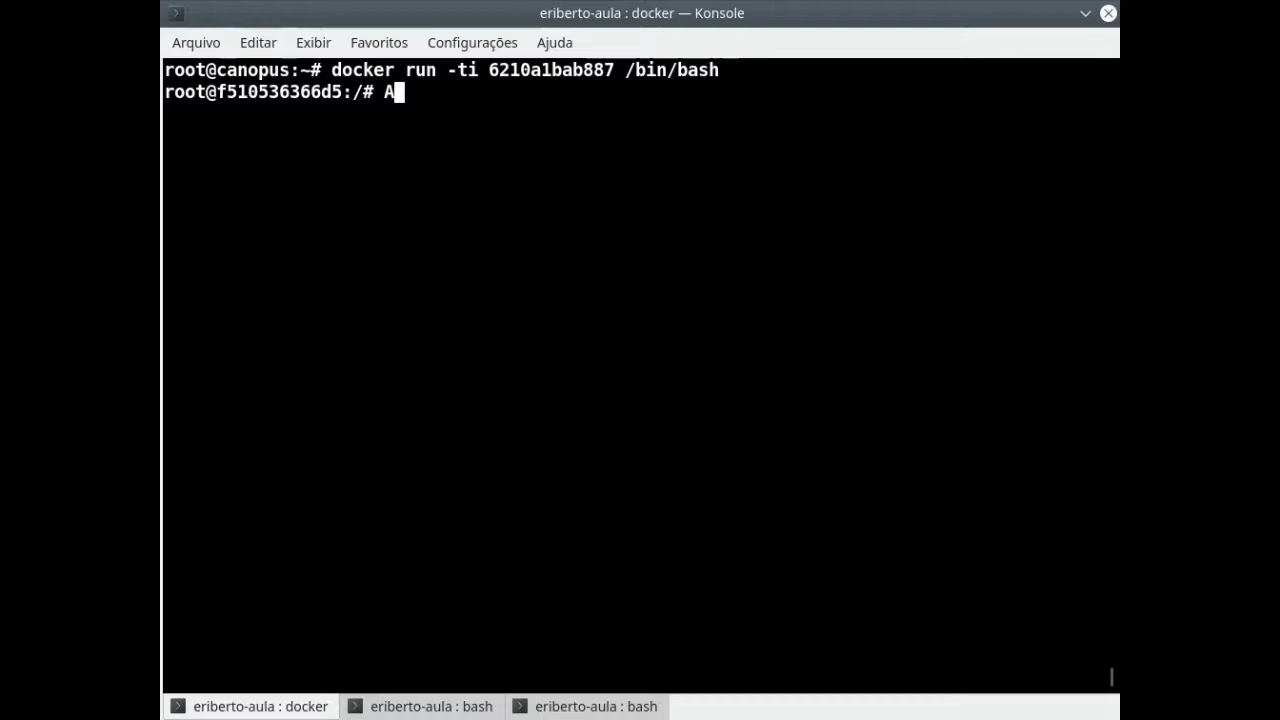 eriberto-aula : docker — Konsole
Arquivo Editar Exibir Favoritos Configurações Ajuda
root@canopus:~# docker run -ti 6210a1bab887 /bin/bash
root@f510536366d5:/# A
eriberto-aula : docker eriberto-aula : bash eriberto-aula : bash